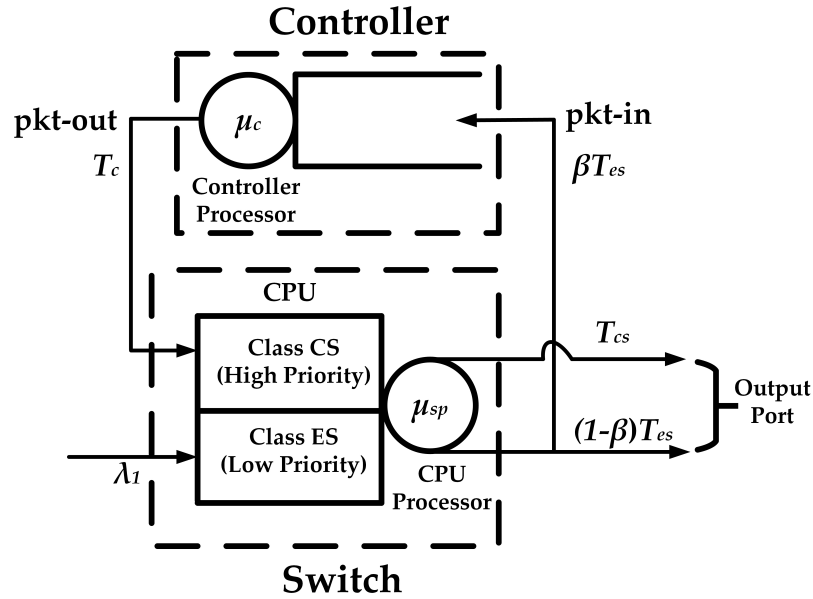 Controller
pkt-out
μc
pkt-in
Tc
βTes
Controller
Processor
CPU
Class CS
(High Priority)
Tcs
μsp
Output
Port
Class ES
(Low Priority)
(1-β)Tes
λ1
CPU
Processor
Switch